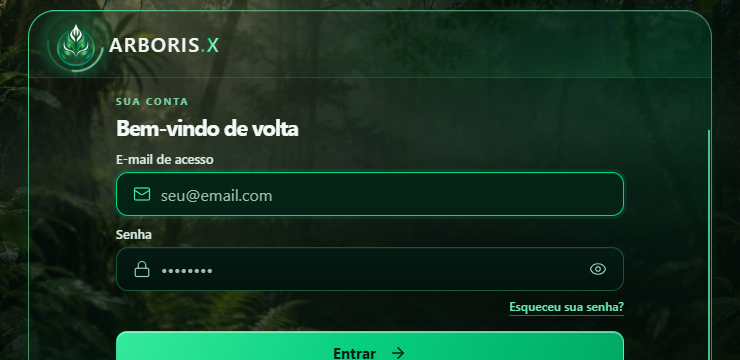 ARBORIS.X
SUA CONTA
Bem-vindo de volta
E-mail de acesso
seu@email.com
Senha
••••••••
Esqueceu sua senha?
Entrar →